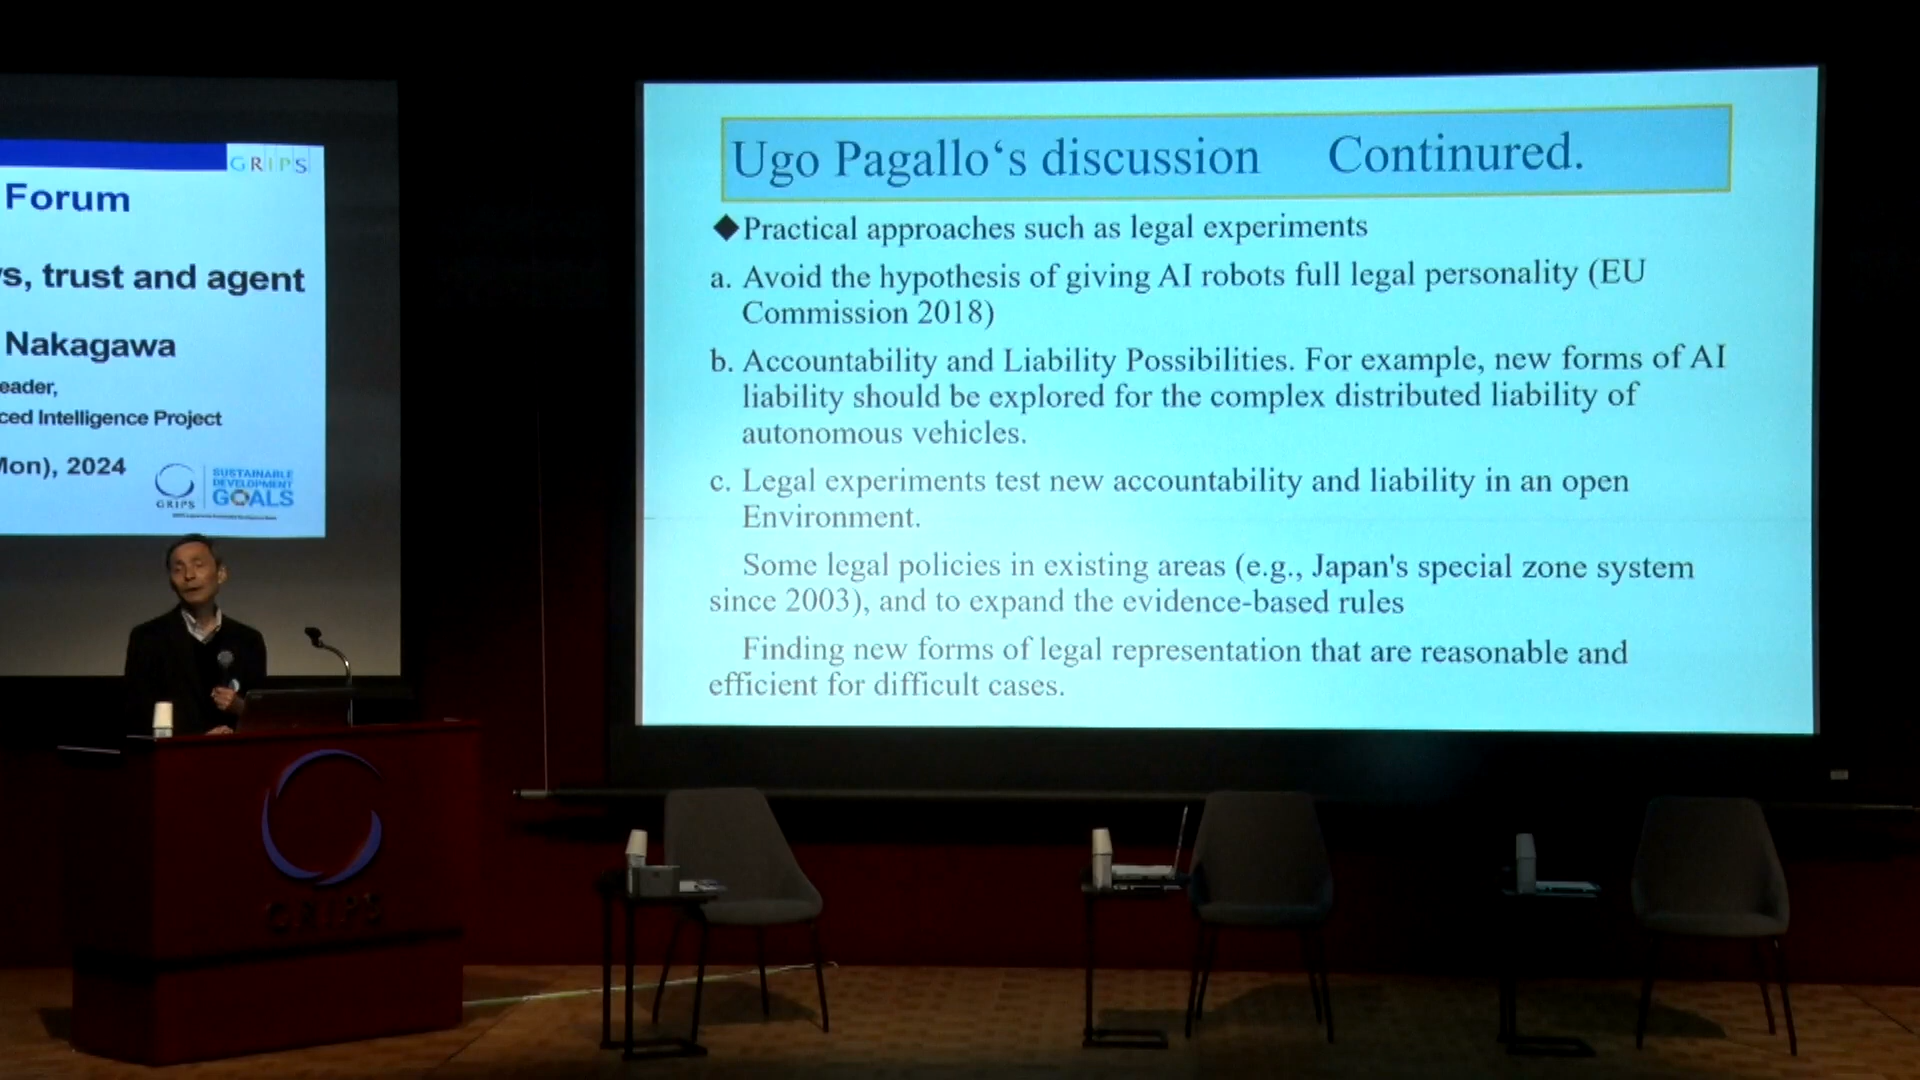 GRIPS
Forum
s, trust and agent
Nakagawa
eader,
ced Intelligence Project
on), 2024
GRIPS
SUSTAINABLE
DEVELOPMENT
GOALS
Ugo Pagallo‘s discussion Continured.
◆Practical approaches such as legal experiments
a. Avoid the hypothesis of giving AI robots full legal personality (EU
Commission 2018)
b. Accountability and Liability Possibilities. For example, new forms of AI
liability should be explored for the complex distributed liability of
autonomous vehicles.
c. Legal experiments test new accountability and liability in an open
Environment.
Some legal policies in existing areas (e.g., Japan's special zone system
since 2003), and to expand the evidence-based rules
Finding new forms of legal representation that are reasonable and
efficient for difficult cases.
GRIPS